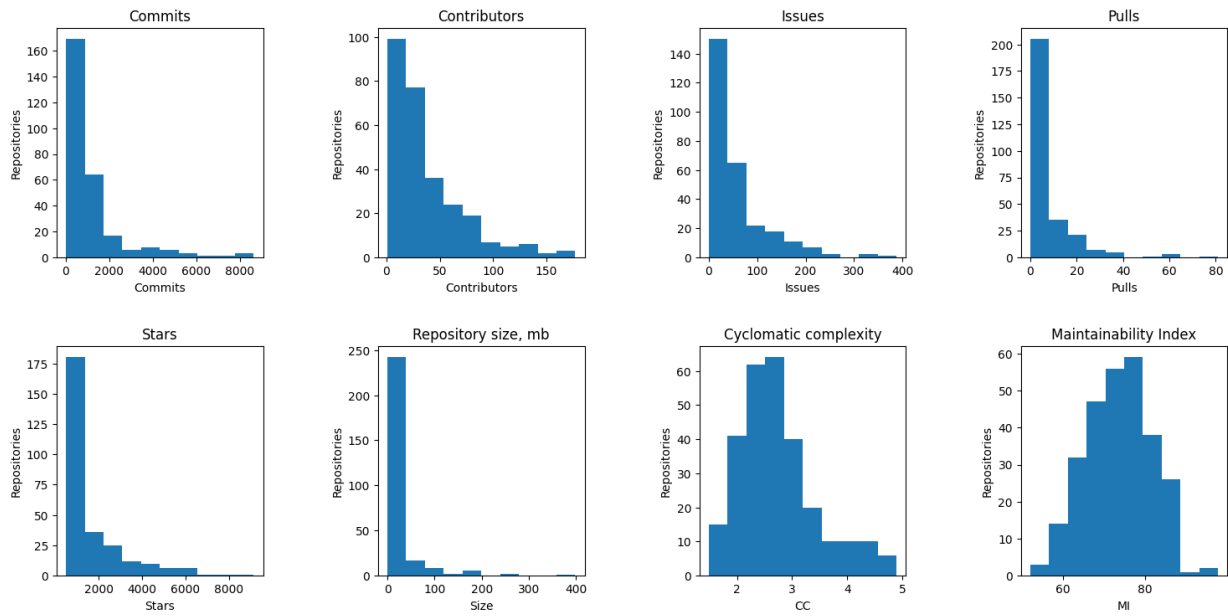 Commits
Repositories
0 20 40 60 80 100 120 140 160
0 2000 4000 6000 8000
Commits
Contributors
Repositories
0 20 40 60 80 100
0 50 100 150
Contributors
Issues
Repositories
0 20 40 60 80 100 120 140
0 100 200 300 400
Issues
Pulls
Repositories
0 25 50 75 100 125 150 175 200
0 20 40 60 80
Pulls
Stars
Repositories
0 25 50 75 100 125 150 175
2000 4000 6000 8000
Stars
Repository size, mb
Repositories
0 50 100 150 200 250
0 100 200 300 400
Size
Cyclomatic complexity
Repositories
0 10 20 30 40 50 60
2 3 4 5
CC
Maintainability Index
Repositories
0 10 20 30 40 50 60
60 80
MI